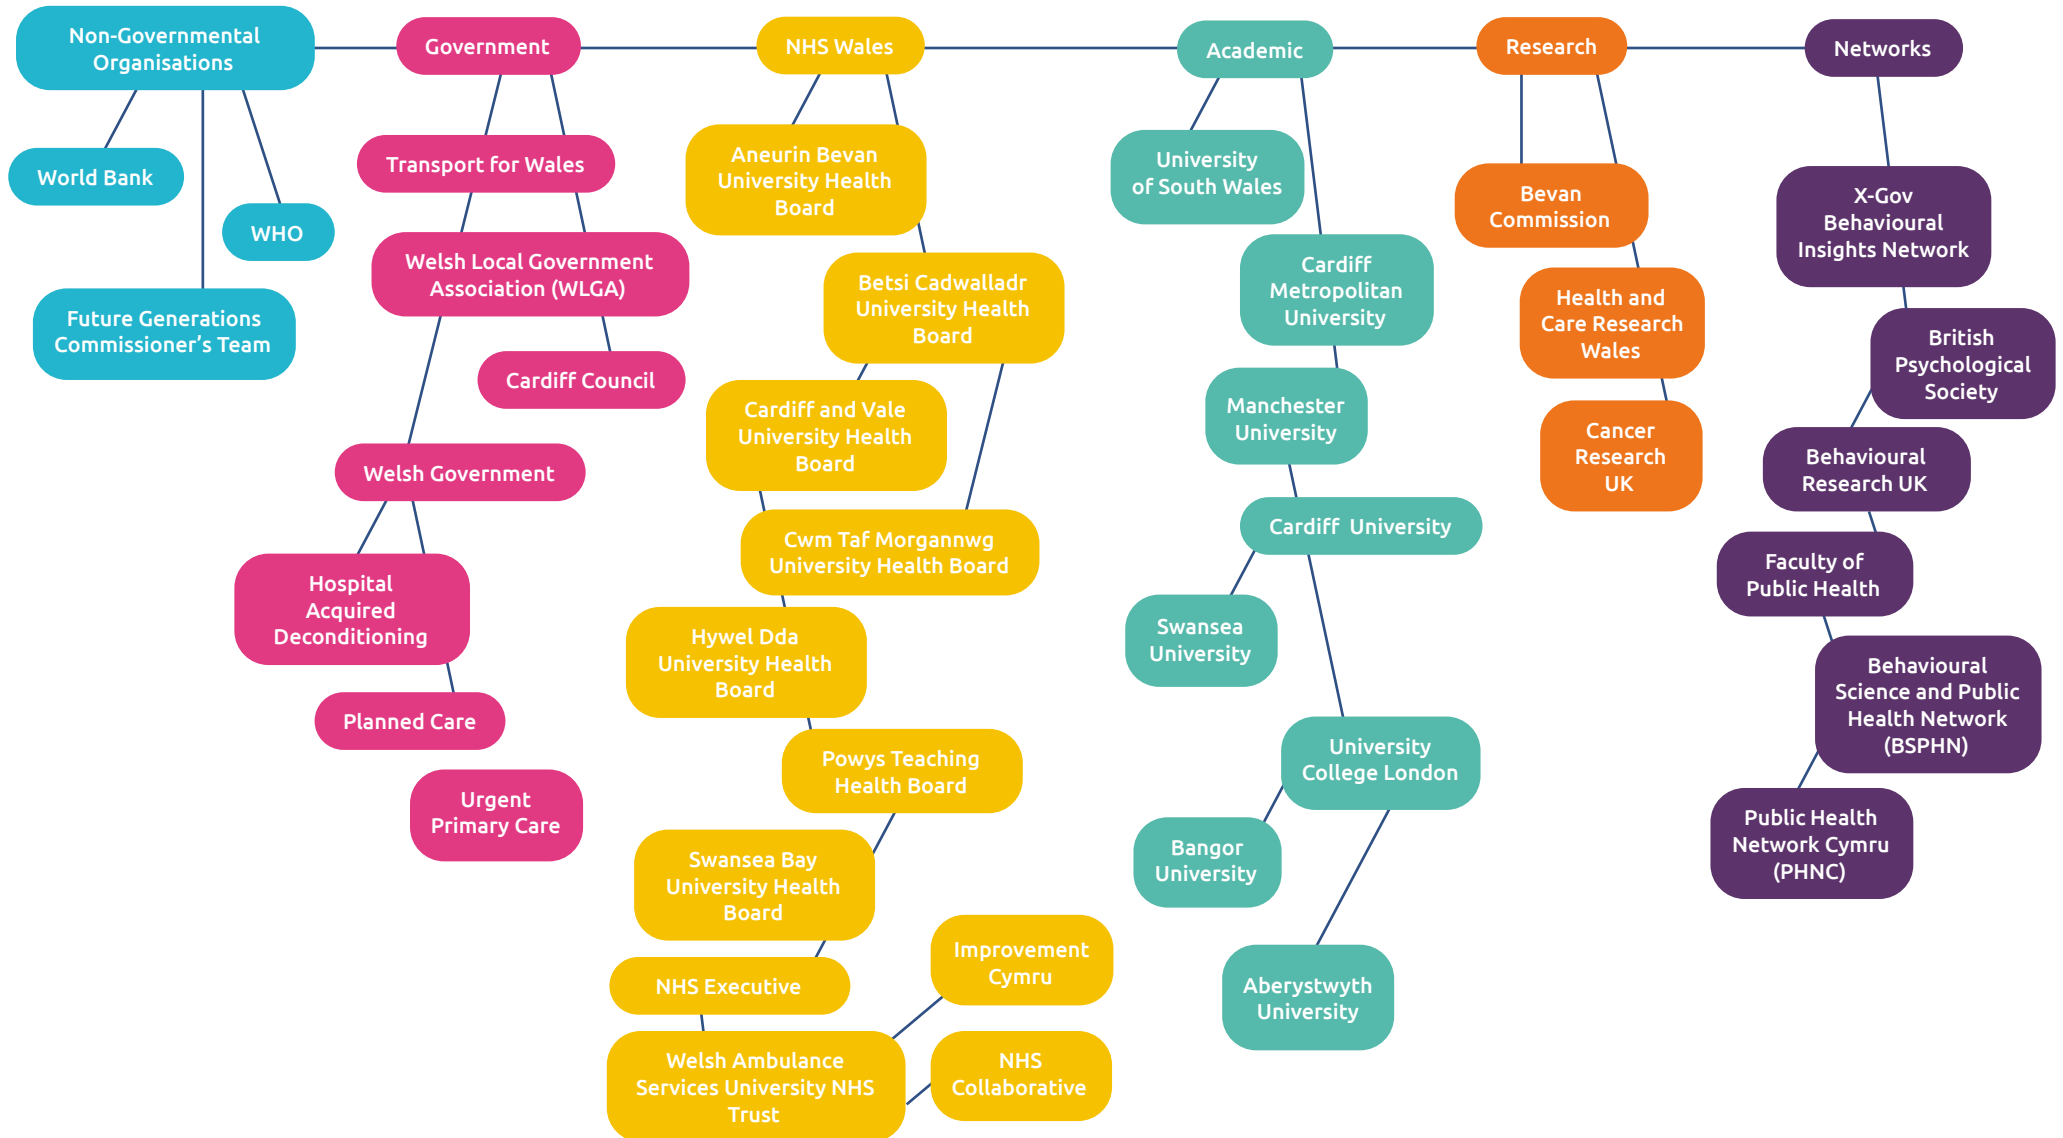 Non-Governmental
Organisations
Government
NHS Wales
Academic
Research
Networks
World Bank
WHO
Future Generations
Commissioner’s Team
Transport for Wales
Welsh Local Government
Association (WLGA)
Cardiff Council
Welsh Government
Hospital
Acquired
Deconditioning
Planned Care
Urgent
Primary Care
Aneurin Bevan
University Health
Board
Betsi Cadwalladr
University Health
Board
Cardiff and Vale
University Health
Board
Cwm Taf Morgannwg
University Health Board
Hywel Dda
University Health
Board
Powys Teaching
Health Board
Swansea Bay
University Health
Board
NHS Executive
Improvement
Cymru
Welsh Ambulance
Services University NHS
Trust
NHS
Collaborative
University
of South Wales
Cardiff
Metropolitan
University
Manchester
University
Cardiff University
Swansea
University
University
College London
Bangor
University
Aberystwyth
University
Bevan
Commission
Health and
Care Research
Wales
Cancer
Research
UK
X-Gov
Behavioural
Insights Network
British
Psychological
Society
Behavioural
Research UK
Faculty of
Public Health
Behavioural
Science and Public
Health Network
(BSPHN)
Public Health
Network Cymru
(PHNC)